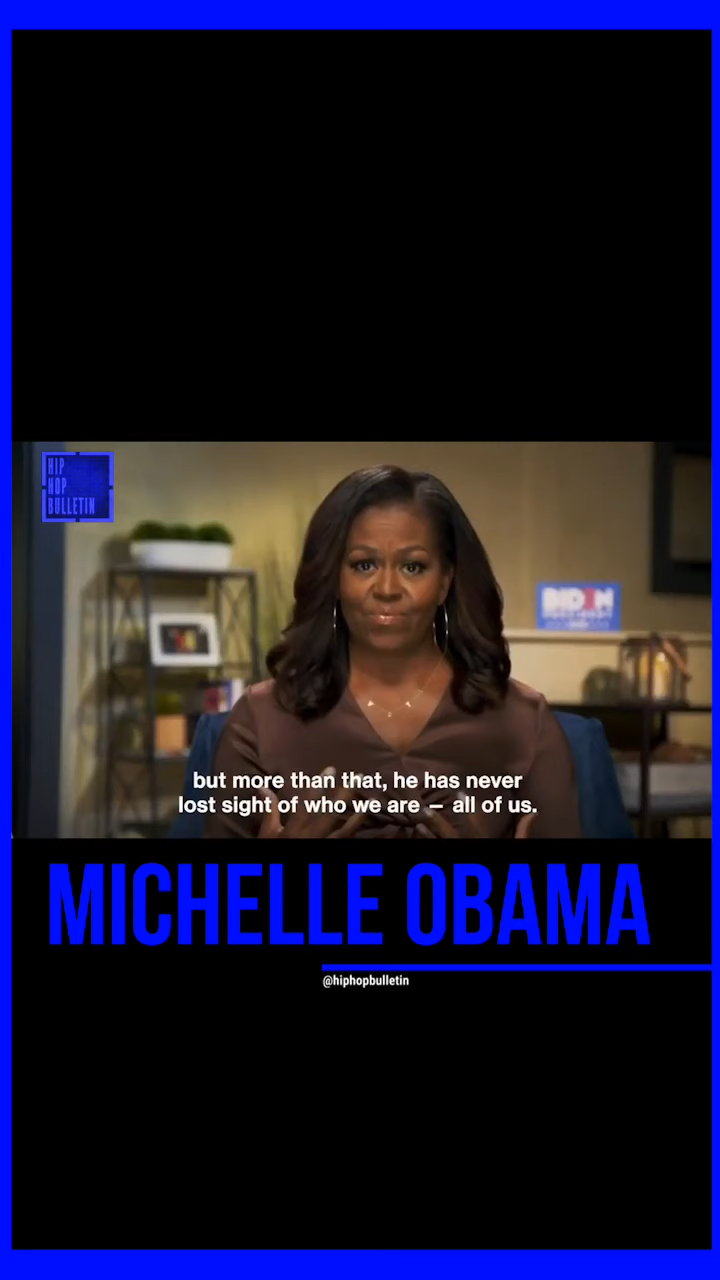 HIP
HOP
BULLETIN
BIDEN
but more than that, he has never
lost sight of who we are – all of us.
MICHELLE OBAMA
@hiphopbulletin